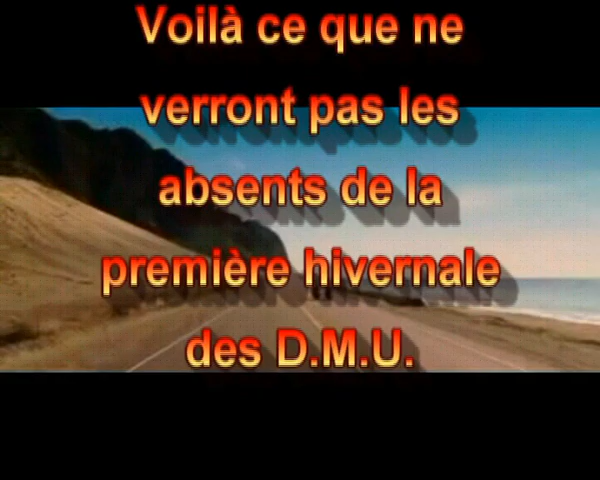 Voilà ce que ne
verront pas les
absents de la
première hivernale
des D.M.U.